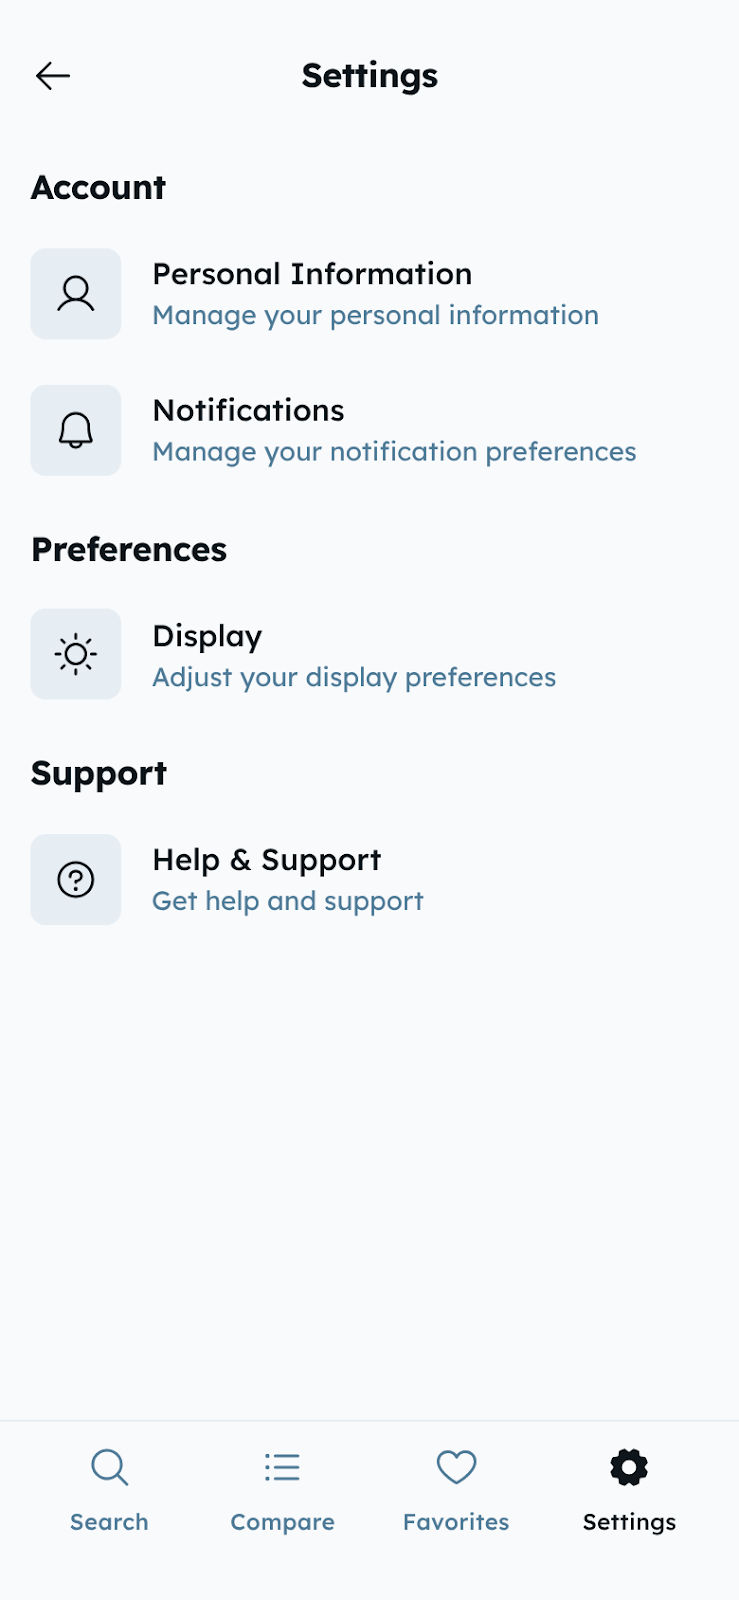 Settings
Account
Personal Information
Manage your personal information
Notifications
Manage your notification preferences
Preferences
Display
Adjust your display preferences
Support
Help & Support
Get help and support
Search Compare Favorites Settings